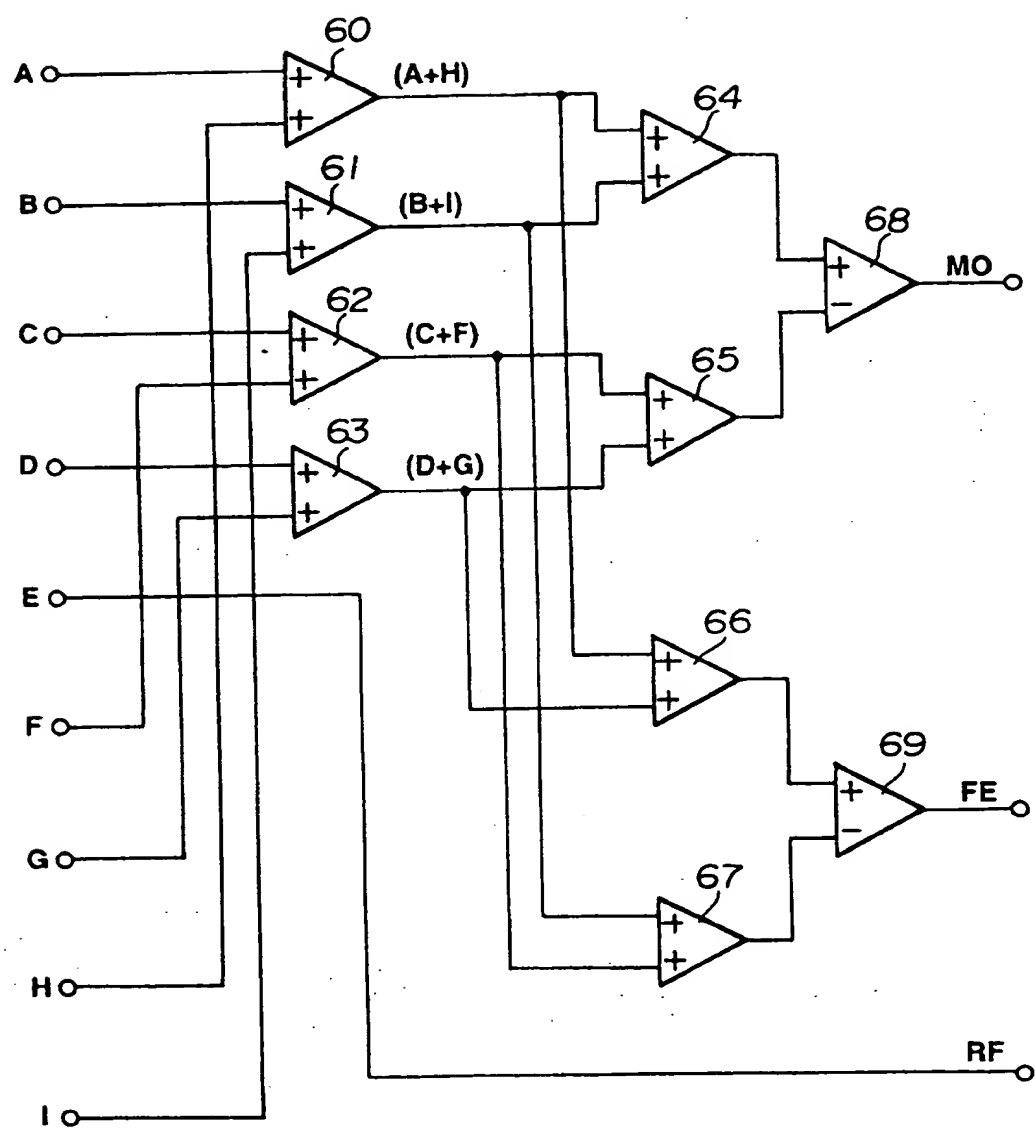 60
A
(A+H)
+
+
64
+
+
61
B
(B+I)
+
+
68
+
−
MO
62
C
(C+F)
+
+
65
+
+
63
D
(D+G)
+
+
E
66
+
+
F
69
+
−
FE
G
67
+
+
H
RF
I